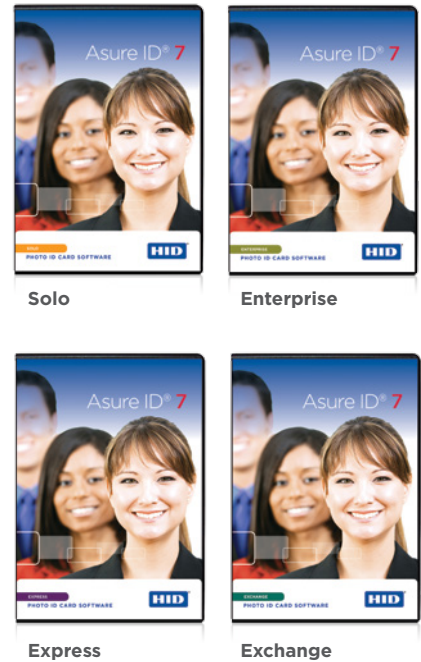 Asure ID® 7
SOLO
PHOTO ID CARD SOFTWARE
HID
Solo
Asure ID® 7
ENTERPRISE
PHOTO ID CARD SOFTWARE
HID
Enterprise
Asure ID® 7
EXPRESS
PHOTO ID CARD SOFTWARE
HID
Express
Asure ID® 7
EXCHANGE
PHOTO ID CARD SOFTWARE
HID
Exchange